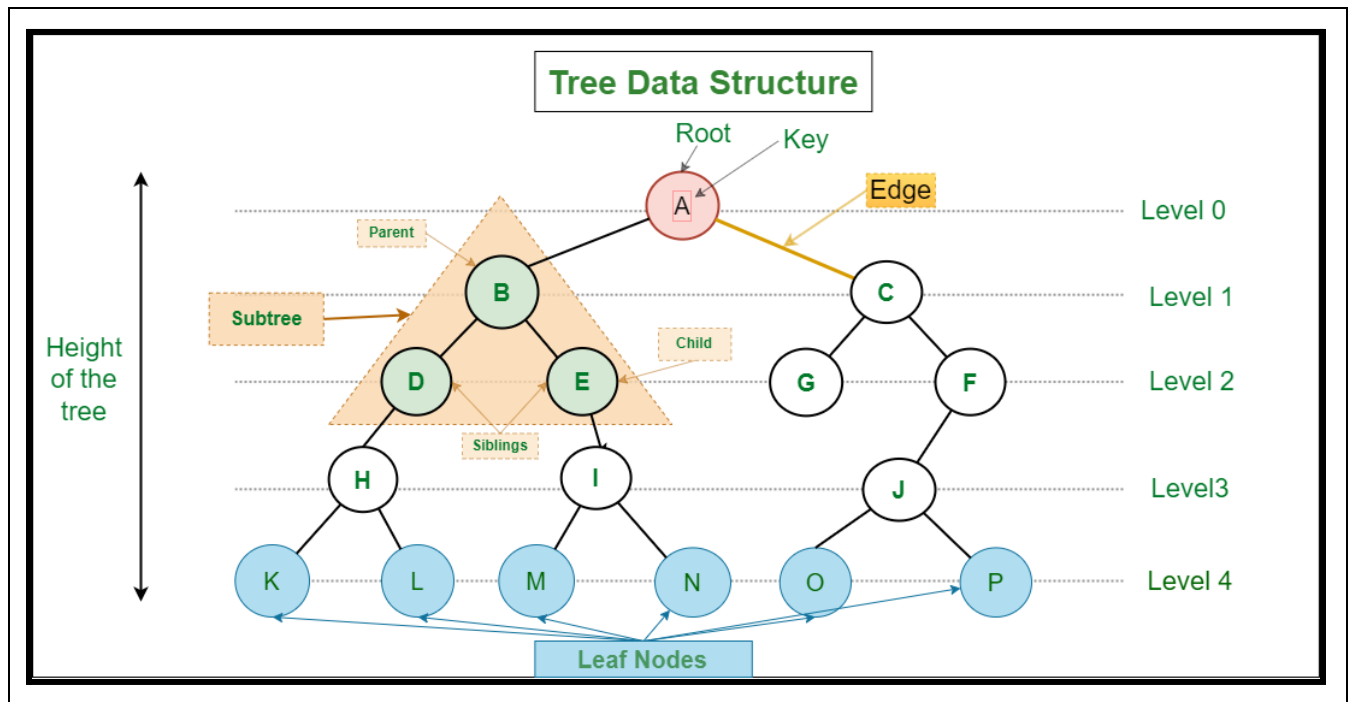 Tree Data Structure
Root
Key
A
Edge
Level 0
Parent
B
C
Level 1
Subtree
Height
of the
tree
Child
D
E
G
F
Level 2
Siblings
H
I
J
Level3
K
L
M
N
O
P
Level 4
Leaf Nodes